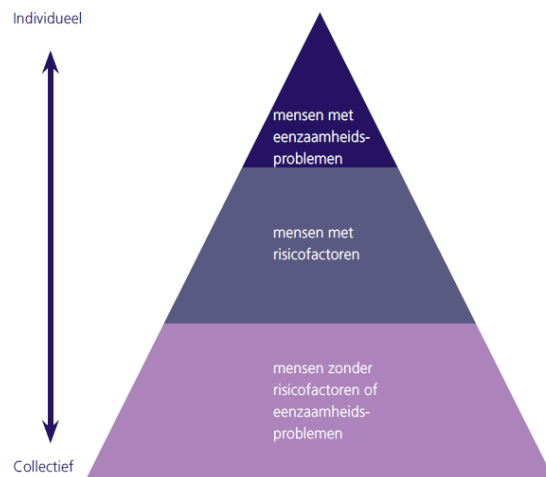 Individueel
mensen met
eenzaamheids-
problemen
mensen met
risicofactoren
mensen zonder
risicofactoren of
eenzaamheids-
problemen
Collectief